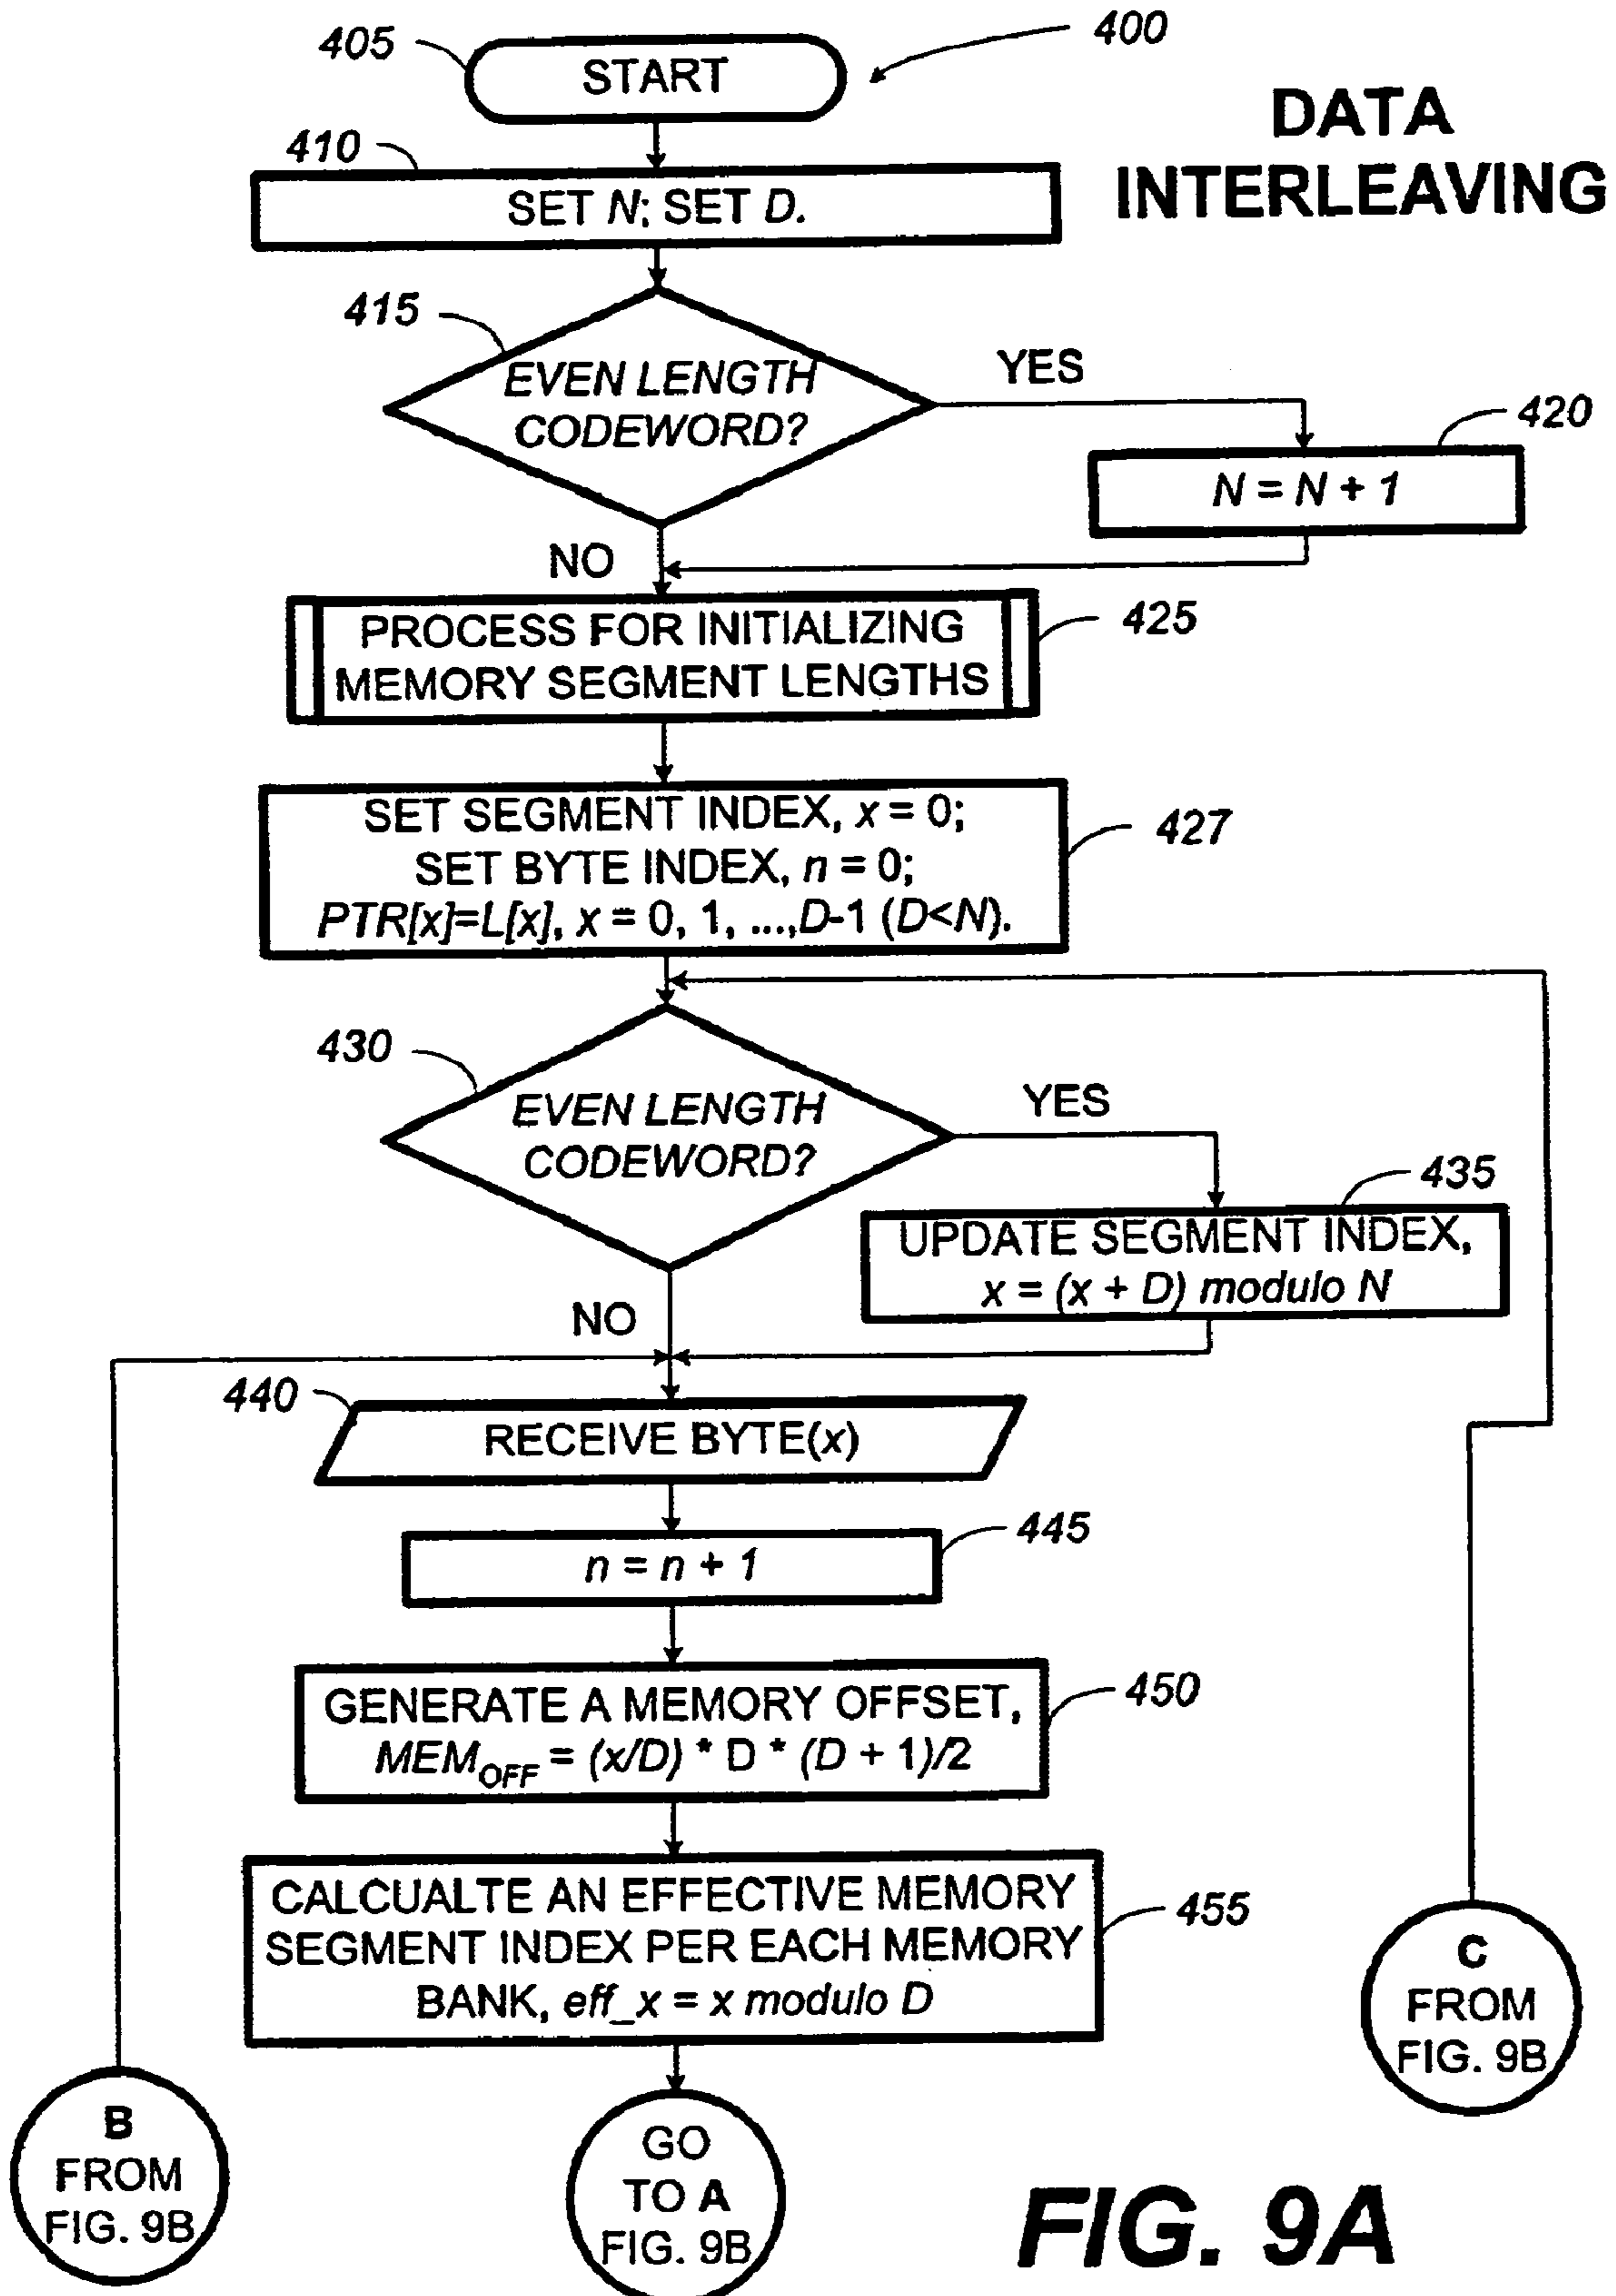 405
START
400
DATA
INTERLEAVING
410
SET N; SET D.
415
EVEN LENGTH
CODEWORD?
YES
420
N = N + 1
NO
PROCESS FOR INITIALIZING
MEMORY SEGMENT LENGTHS
425
SET SEGMENT INDEX, x = 0;
SET BYTE INDEX, n = 0;
PTR[x]=L[x], x = 0, 1, ...,D-1 (D<N).
427
430
EVEN LENGTH
CODEWORD?
YES
435
UPDATE SEGMENT INDEX,
x = (x + D) modulo N
NO
440
RECEIVE BYTE(x)
445
n = n + 1
GENERATE A MEMORY OFFSET,
MEM_OFF = (x/D) * D * (D + 1)/2
450
CALCUALTE AN EFFECTIVE MEMORY
SEGMENT INDEX PER EACH MEMORY
BANK, eff_x = x modulo D
455
C
FROM
FIG. 9B
B
FROM
FIG. 9B
GO
TO A
FIG. 9B
FIG. 9A